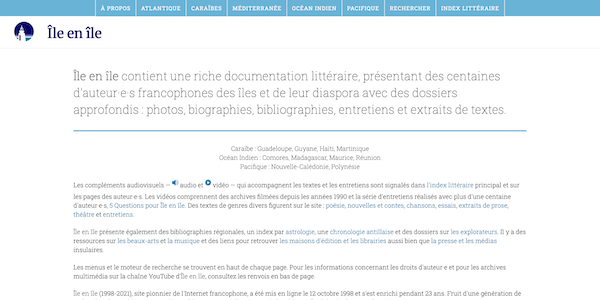 À PROPOS ATLANTIQUE CARAÏBES MÉDITERRANÉE OCÉAN INDIEN PACIFIQUE RECHERCHER INDEX LITTÉRAIRE
Île en île
Île en île contient une riche documentation littéraire, présentant des centaines
d'auteur·e·s francophones des îles et de leur diaspora avec des dossiers
approfondis : photos, biographies, bibliographies, entretiens et extraits de textes.
Caraïbe : Guadeloupe, Guyane, Haïti, Martinique
Océan Indien : Comores, Madagascar, Maurice, Réunion
Pacifique : Nouvelle-Calédonie, Polynésie
Les compléments audiovisuels — audio et vidéo — qui accompagnent les textes et les entretiens sont signalés dans l'index littéraire principal et sur
les pages des auteur·e·s. Les vidéos comprennent des archives filmées depuis les années 1990 et la série d'entretiens réalisés avec plus d'une centaine
d'auteur·e·s, 5 Questions pour Île en île. Des textes de genres divers figurent sur le site : poésie, nouvelles et contes, chansons, essais, extraits de prose,
théâtre et entretiens.
Île en île présente également des bibliographies régionales, un index par astrologie, une chronologie antillaise et des dossiers sur les explorateurs. Il y a des
ressources sur les beaux-arts et la musique et des liens pour retrouver les maisons d'édition et les librairies aussi bien que la presse et les médias
insulaires.
Les menus et le moteur de recherche se trouvent en haut de chaque page. Pour les informations concernant les droits d'auteur et pour les archives
multimédia sur la chaîne YouTube d'Île en île, consultez les renvois en bas de page.
Île en île (1998-2021), site pionnier de l'Internet francophone, a été mis en ligne le 12 octobre 1998 et s'est enrichi pendant 23 ans. Fruit d'une génération de